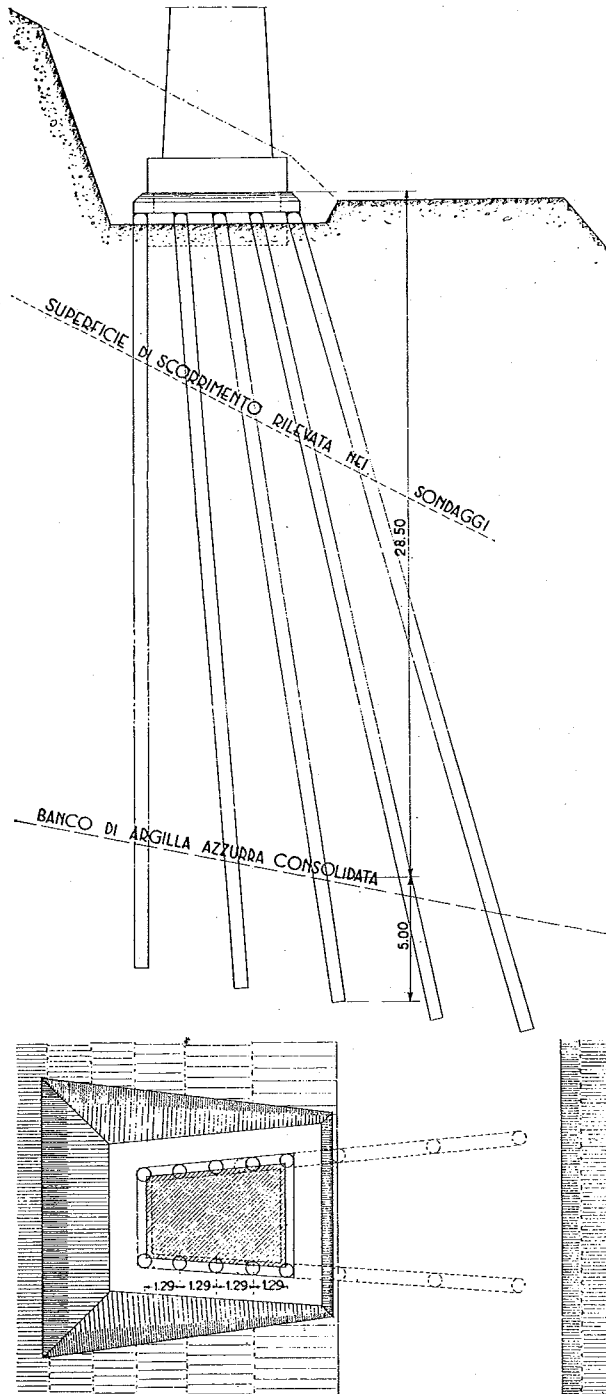 SUPERFICIE DI SCORRIMENTO RILEVATA NEI SONDAGGI
28.50
BANCO DI ARGILLA AZZURRA CONSOLIDATA
5.00
1.29 1.29 1.29 1.29